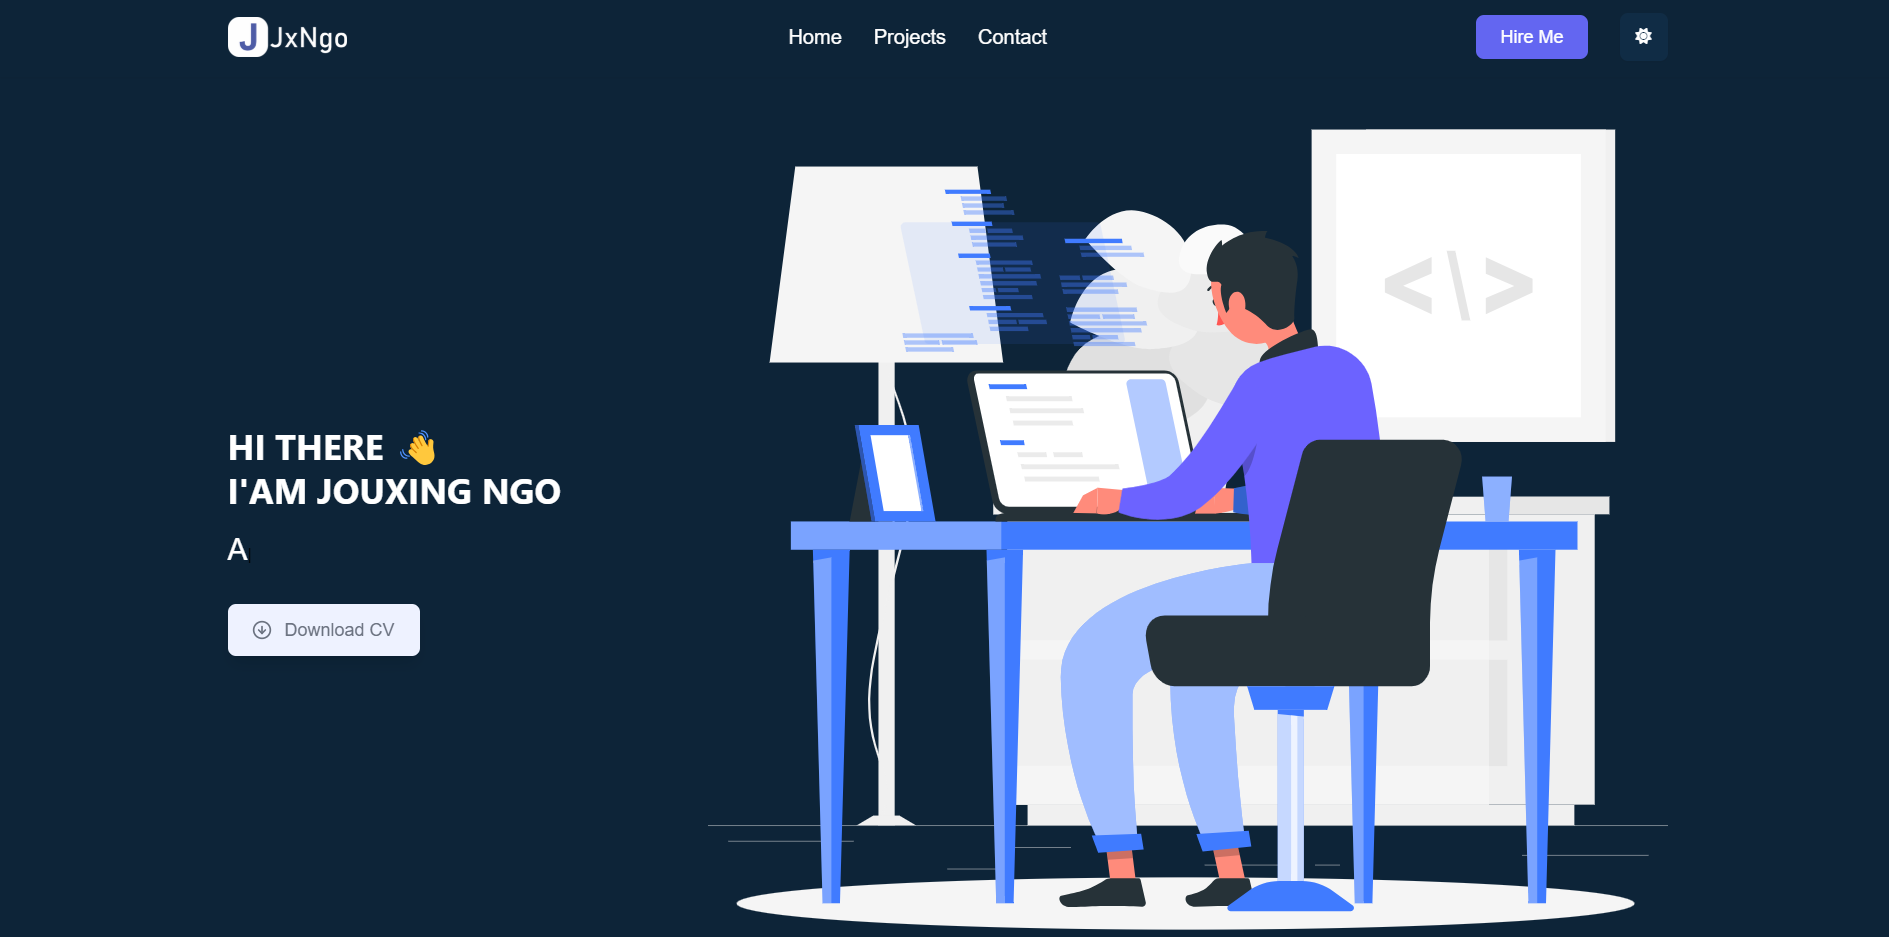 J JxNgo
Home Projects Contact
Hire Me
<\>
HI THERE 👋
I'AM JOUXING NGO
A
Download CV